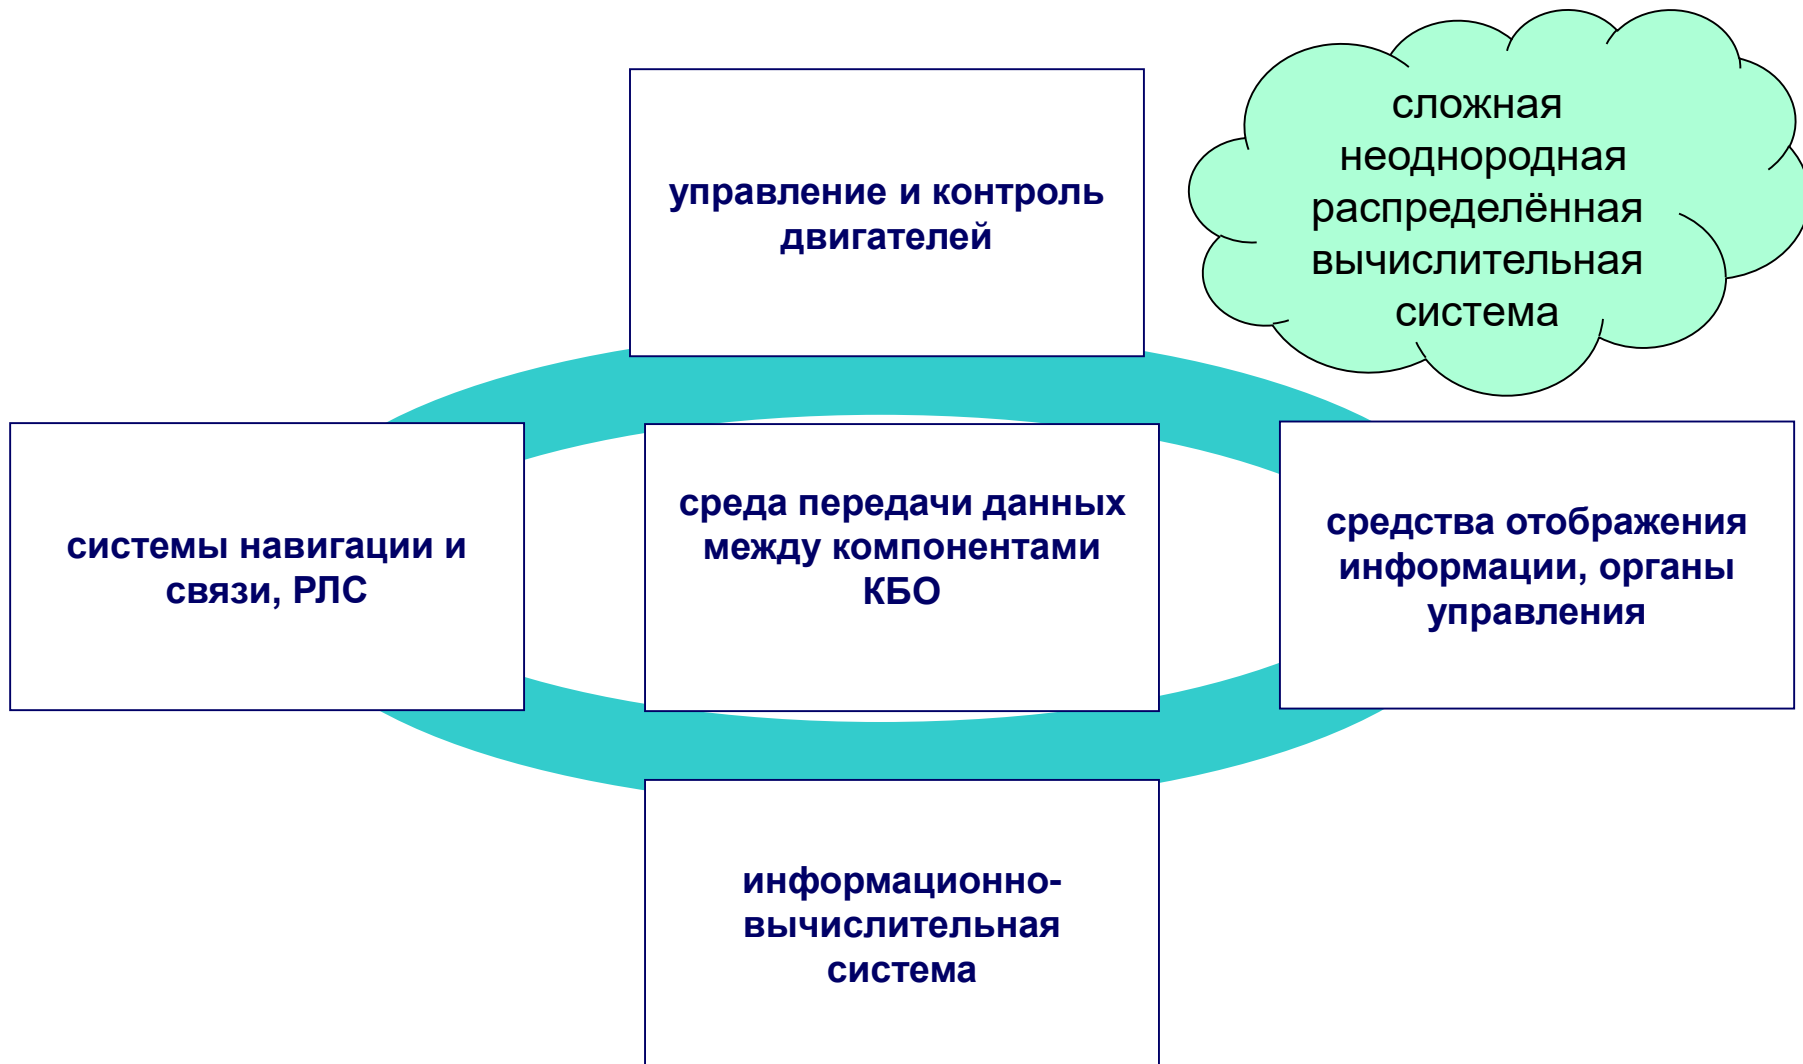 сложная
неоднородная
распределённая
вычислительная
система
управление и контроль
двигателей
системы навигации и
связи, РЛС
среда передачи данных
между компонентами
КБО
средства отображения
информации, органы
управления
информационно-
вычислительная
система